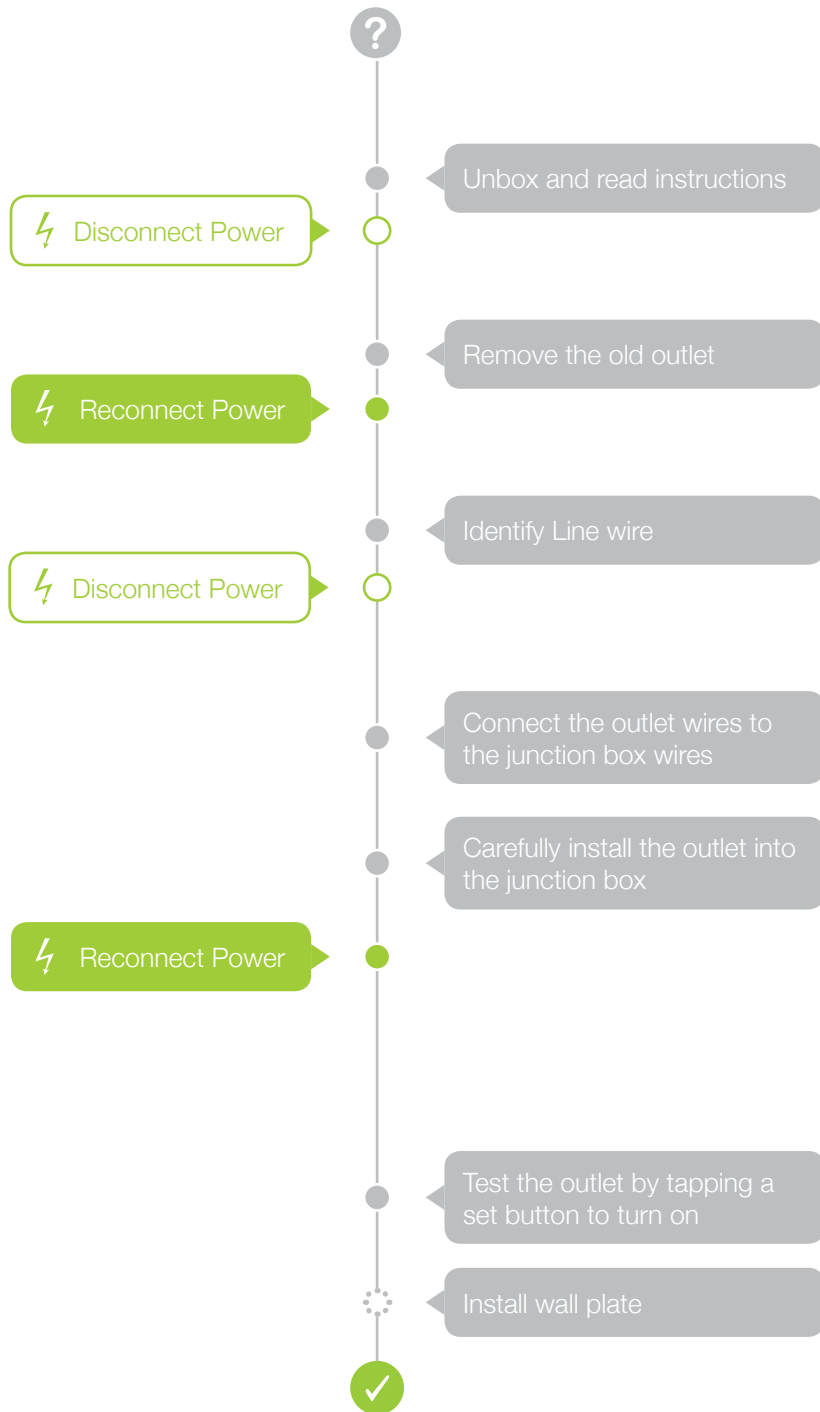 ?
Unbox and read instructions
Disconnect Power
Remove the old outlet
Reconnect Power
Identify Line wire
Disconnect Power
Connect the outlet wires to
the junction box wires
Carefully install the outlet into
the junction box
Reconnect Power
Test the outlet by tapping a
set button to turn on
Install wall plate